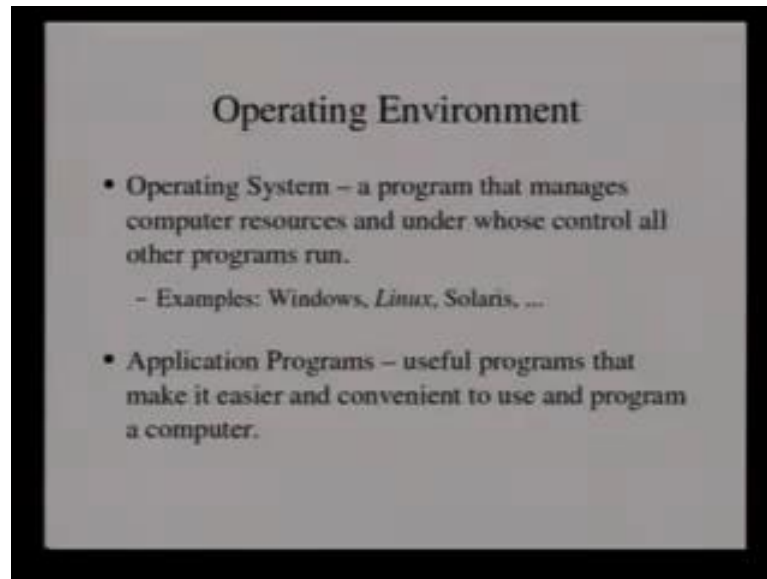 Operating Environment
• Operating System – a program that manages
computer resources and under whose control all
other programs run.
– Examples: Windows, Linux, Solaris, ...
• Application Programs – useful programs that
make it easier and convenient to use and program
a computer.